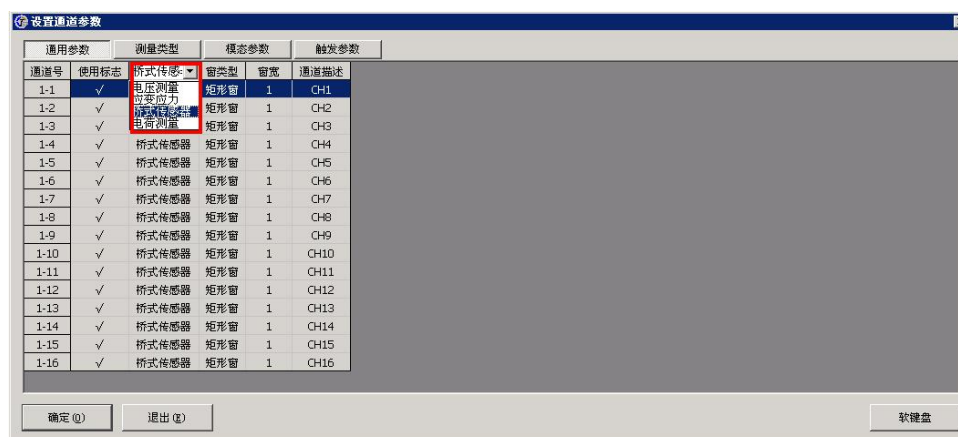 设置通道参数
通用参数 测量类型 模态参数 触发参数
通道号 使用标志 桥式传感 窗类型 窗宽 通道描述
1-1 √ 电压测量 矩形窗 1 CH1
应变应力
1-2 √ 桥式传感器 矩形窗 1 CH2
1-3 √ 电荷测量 矩形窗 1 CH3
1-4 √ 桥式传感器 矩形窗 1 CH4
1-5 √ 桥式传感器 矩形窗 1 CH5
1-6 √ 桥式传感器 矩形窗 1 CH6
1-7 √ 桥式传感器 矩形窗 1 CH7
1-8 √ 桥式传感器 矩形窗 1 CH8
1-9 √ 桥式传感器 矩形窗 1 CH9
1-10 √ 桥式传感器 矩形窗 1 CH10
1-11 √ 桥式传感器 矩形窗 1 CH11
1-12 √ 桥式传感器 矩形窗 1 CH12
1-13 √ 桥式传感器 矩形窗 1 CH13
1-14 √ 桥式传感器 矩形窗 1 CH14
1-15 √ 桥式传感器 矩形窗 1 CH15
1-16 √ 桥式传感器 矩形窗 1 CH16
确定(O) 退出(E) 软键盘